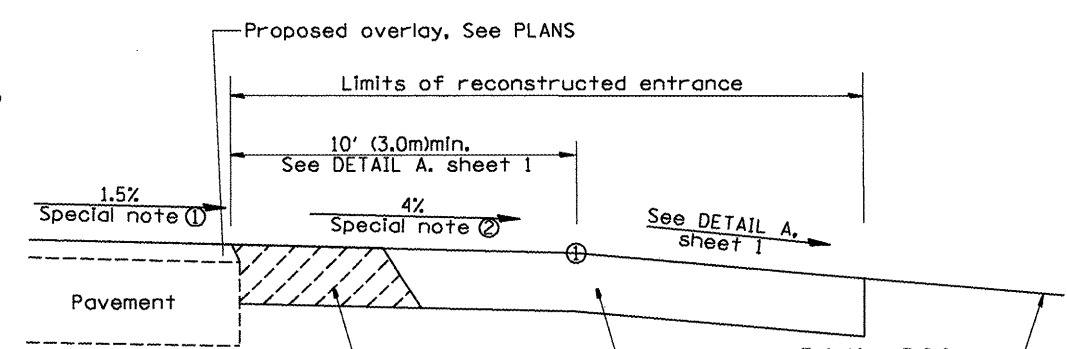 Proposed overlay, See PLANS
Limits of reconstructed entrance
10' (3.0m)min.
See DETAIL A. sheet 1
1.5%
Special note ①
4%
Special note ②
See DETAIL A.
sheet 1
①
Pavement